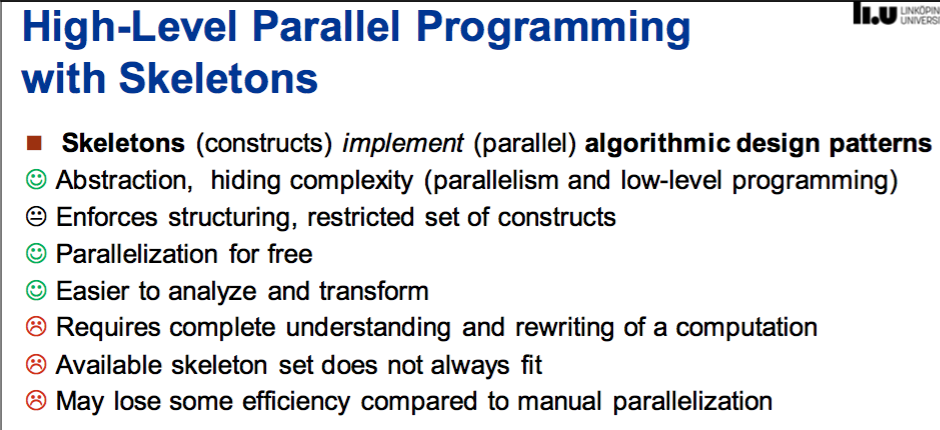 High-Level Parallel Programming
with Skeletons
LINKÖPIN
UNIVERSI
Skeletons (constructs) implement (parallel) algorithmic design patterns
Abstraction, hiding complexity (parallelism and low-level programming)
Enforces structuring, restricted set of constructs
Parallelization for free
Easier to analyze and transform
Requires complete understanding and rewriting of a computation
Available skeleton set does not always fit
May lose some efficiency compared to manual parallelization